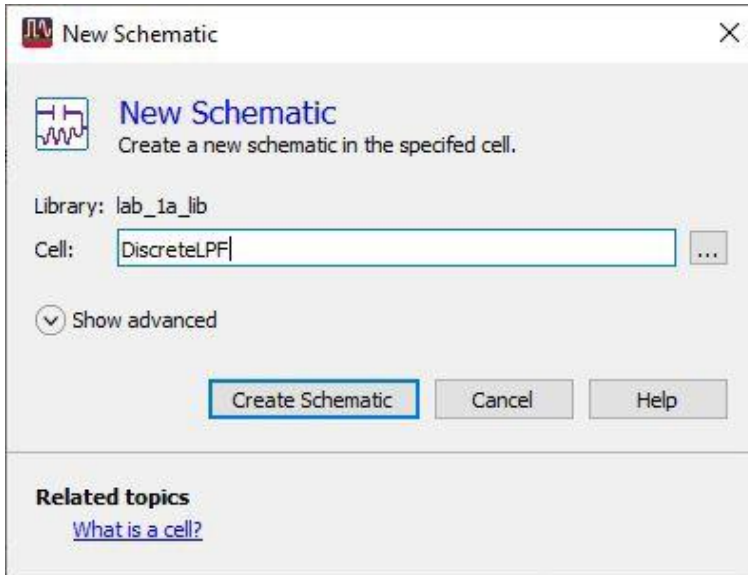 New Schematic
New Schematic
Create a new schematic in the specifed cell.
Library: lab_1a_lib
Cell: DiscreteLPF ...
Show advanced
Create Schematic Cancel Help
Related topics
What is a cell?